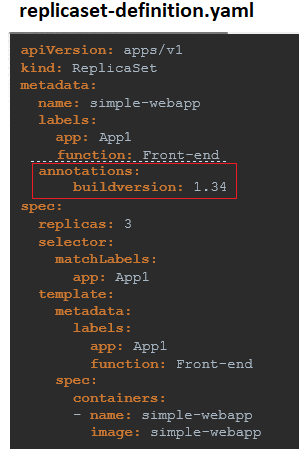 replicaset-definition.yaml
apiVersion: apps/v1
kind: ReplicaSet
metadata:
  name: simple-webapp
  labels:
    app: App1
    function: Front-end
  annotations:
      buildversion: 1.34
spec:
  replicas: 3
  selector:
    matchLabels:
      app: App1
  template:
    metadata:
      labels:
        app: App1
        function: Front-end
    spec:
      containers:
      - name: simple-webapp
        image: simple-webapp